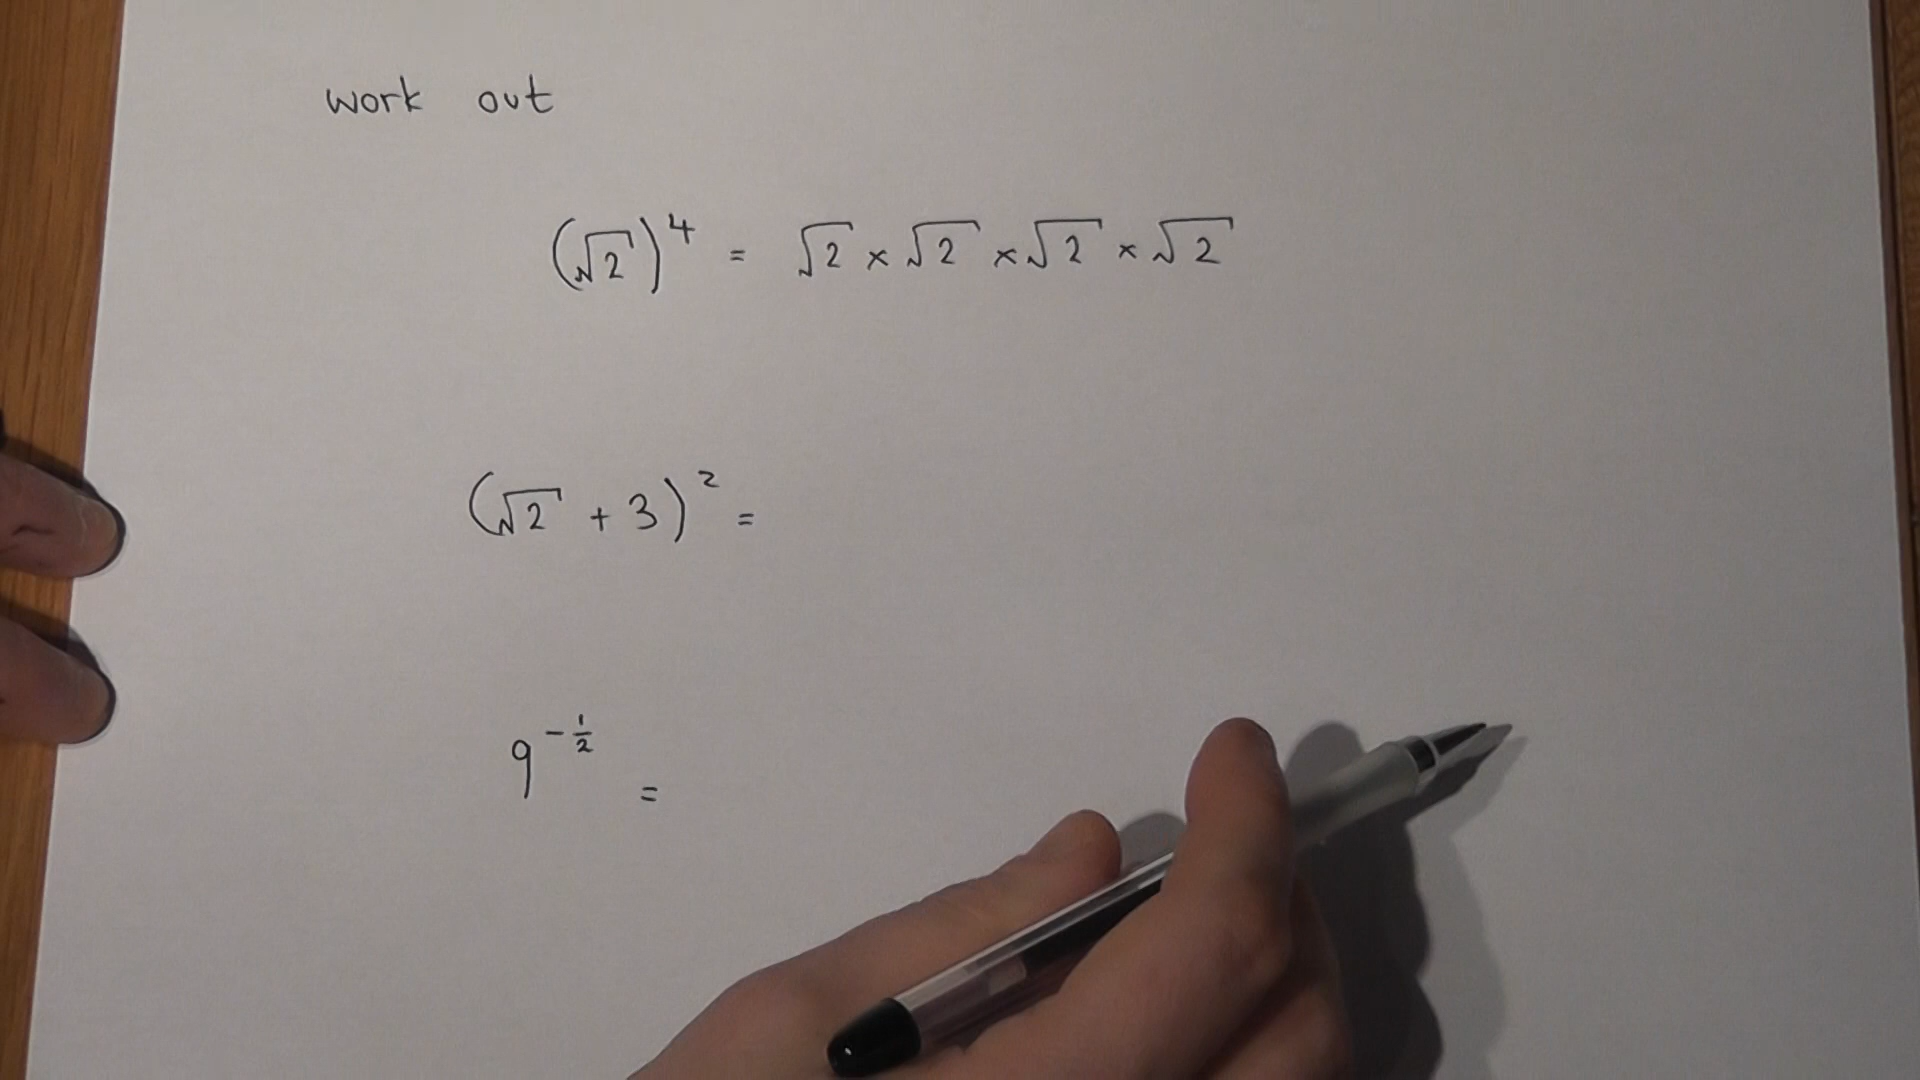 work out
(√2)⁴ = √2 × √2 × √2 × √2
(√2 + 3)² =
9^(-1/2) =